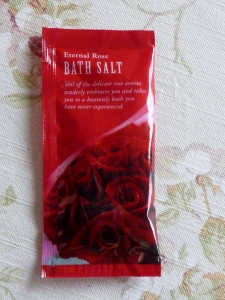 Eternal Rose
BATH SALT
Veil of the delicate rose aroma
tenderly embraces you and takes
you to a heavenly bath you
have never experienced.